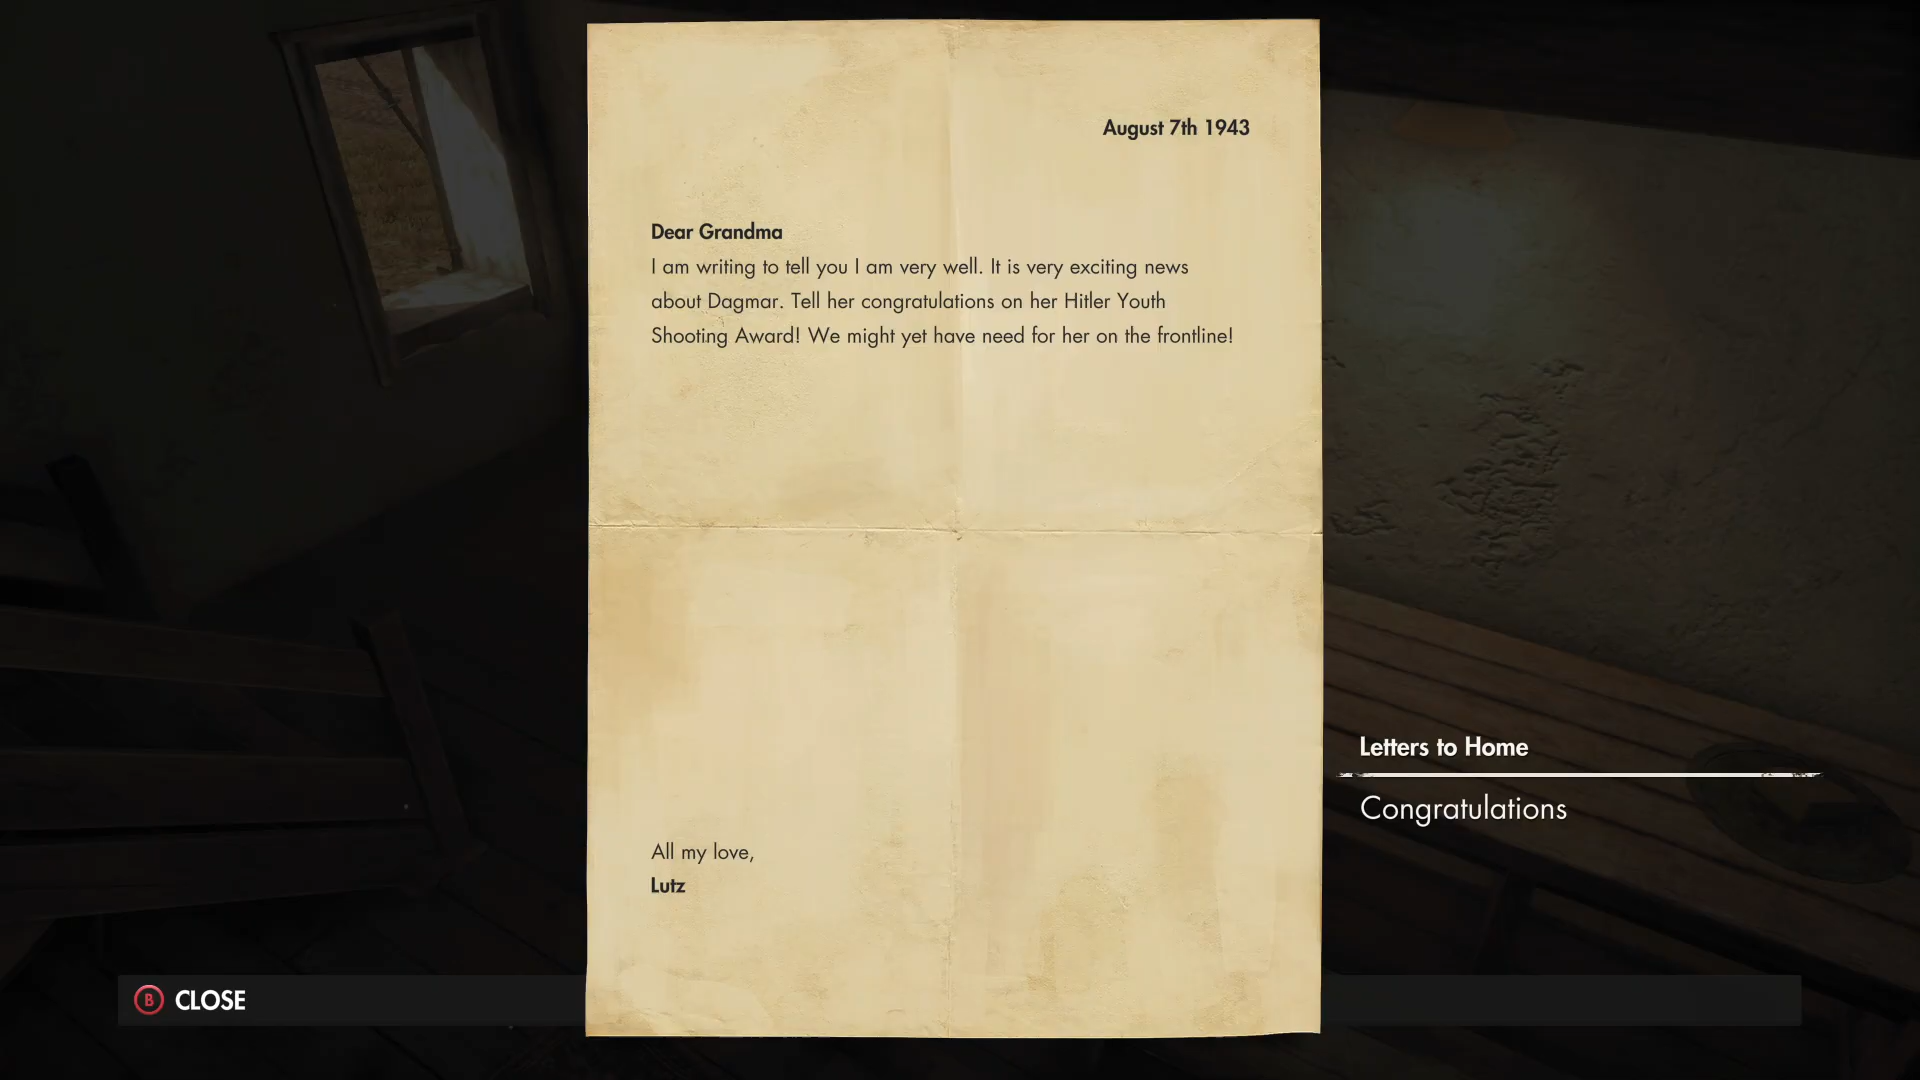 August 7th 1943
Dear Grandma
I am writing to tell you I am very well. It is very exciting news
about Dagmar. Tell her congratulations on her Hitler Youth
Shooting Award! We might yet have need for her on the frontline!
All my love,
Lutz
Letters to Home
Congratulations
B CLOSE